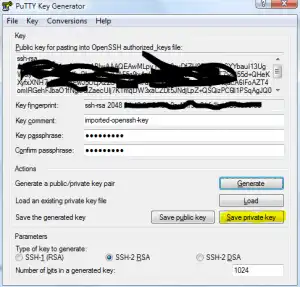 PuTTY Key Generator
File Key Conversions Help
Key
Public key for pasting into OpenSSH authorized_keys file:
ssh-rsa
Key fingerprint: ssh-rsa 2048
Key comment: imported-openssh-key
Key passphrase: ●●●●●●●●●
Confirm passphrase: ●●●●●●●●●
Actions
Generate a public/private key pair Generate
Load an existing private key file Load
Save the generated key Save public key Save private key
Parameters
Type of key to generate:
SSH-1 (RSA) SSH-2 RSA SSH-2 DSA
Number of bits in a generated key: 1024